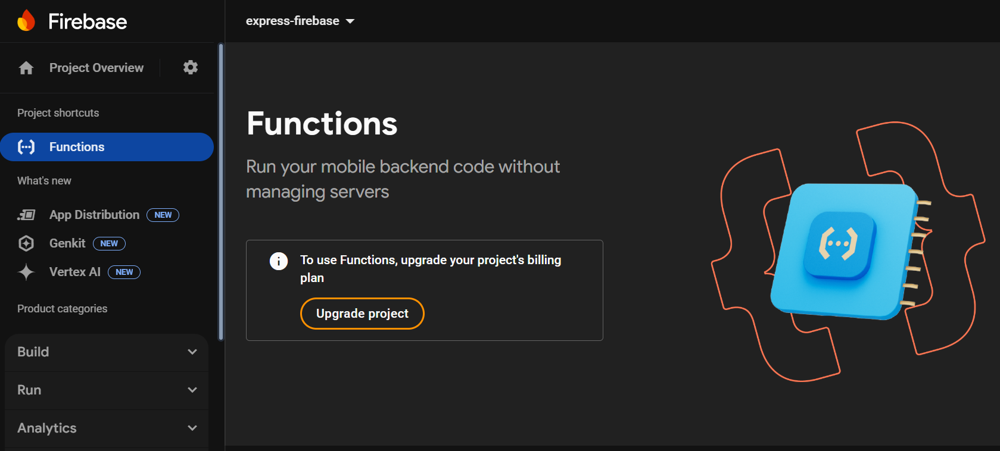 Firebase
express-firebase
Project Overview
Project shortcuts
Functions
What's new
App Distribution NEW
Genkit NEW
Vertex AI NEW
Product categories
Build
Run
Analytics
Functions
Run your mobile backend code without
managing servers
To use Functions, upgrade your project's billing
plan
Upgrade project